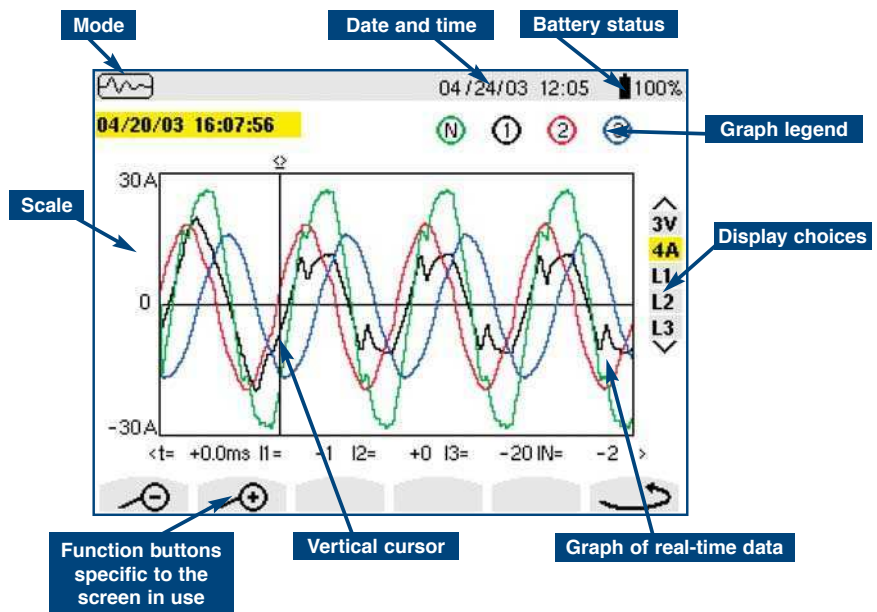 Mode
Date and time
Battery status
04/24/03 12:05 100%
04/20/03 16:07:56
N 1 2 3
Graph legend
30A
Scale
3V
4A
Display choices
L1
0
L2
L3
-30A
<t= +0.0ms I1= -1 I2= +0 I3= -20 IN= -2 >
Function buttons
specific to the
screen in use
Vertical cursor
Graph of real-time data